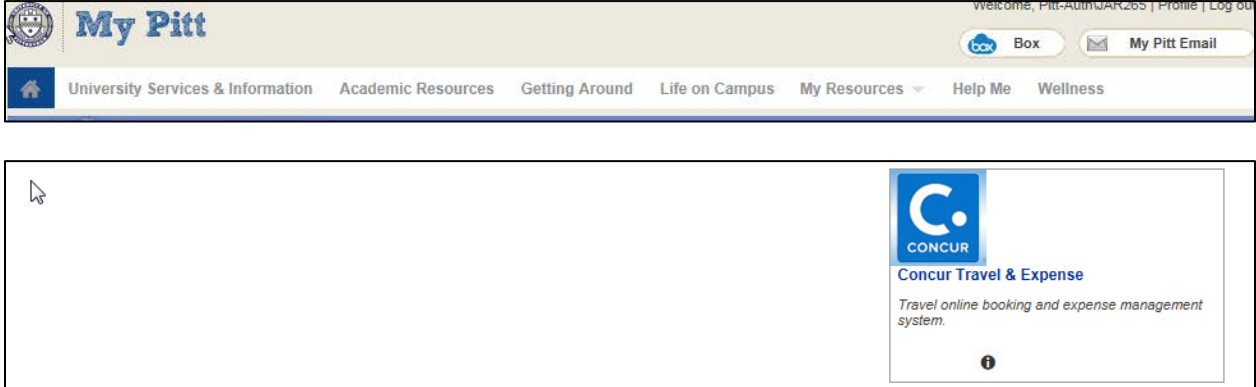 Welcome, Pitt-Auth\JAR265 | Profile | Log out
My Pitt
box Box My Pitt Email
University Services & Information Academic Resources Getting Around Life on Campus My Resources Help Me Wellness
C.
CONCUR
Concur Travel & Expense
Travel online booking and expense management
system.